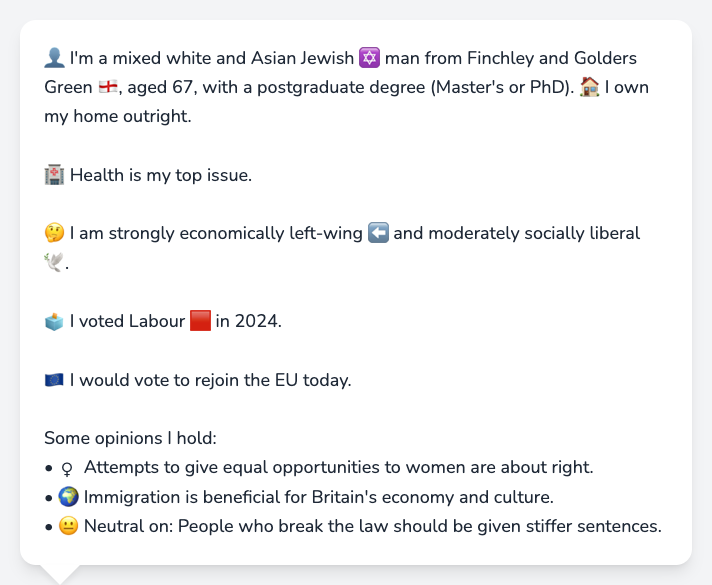 👤 I'm a mixed white and Asian Jewish ✡️ man from Finchley and Golders
Green 🏴󠁧󠁢󠁥󠁮󠁧󠁿, aged 67, with a postgraduate degree (Master's or PhD). 🏠 I own
my home outright.
🏥 Health is my top issue.
🤔 I am strongly economically left-wing ⬅️ and moderately socially liberal
🕊️.
🗳️ I voted Labour 🟥 in 2024.
🇪🇺 I would vote to rejoin the EU today.
Some opinions I hold:
• ♀ Attempts to give equal opportunities to women are about right.
• 🌍 Immigration is beneficial for Britain's economy and culture.
• 😐 Neutral on: People who break the law should be given stiffer sentences.